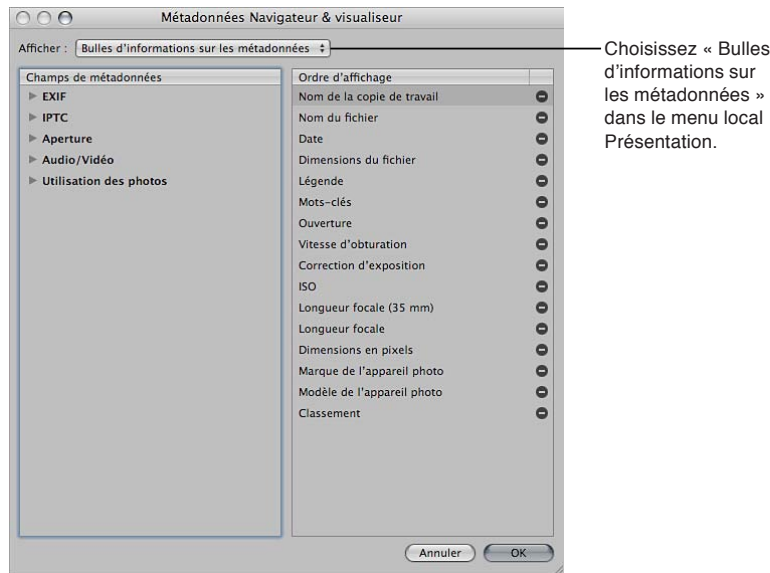 Métadonnées Navigateur & visualiseur
Afficher : Bulles d'informations sur les métadonnées
Choisissez « Bulles
d'informations sur
les métadonnées »
dans le menu local
Présentation.
Champs de métadonnées
EXIF
IPTC
Aperture
Audio/Vidéo
Utilisation des photos
Ordre d'affichage
Nom de la copie de travail
Nom du fichier
Date
Dimensions du fichier
Légende
Mots-clés
Ouverture
Vitesse d'obturation
Correction d'exposition
ISO
Longueur focale (35 mm)
Longueur focale
Dimensions en pixels
Marque de l'appareil photo
Modèle de l'appareil photo
Classement
Annuler
OK